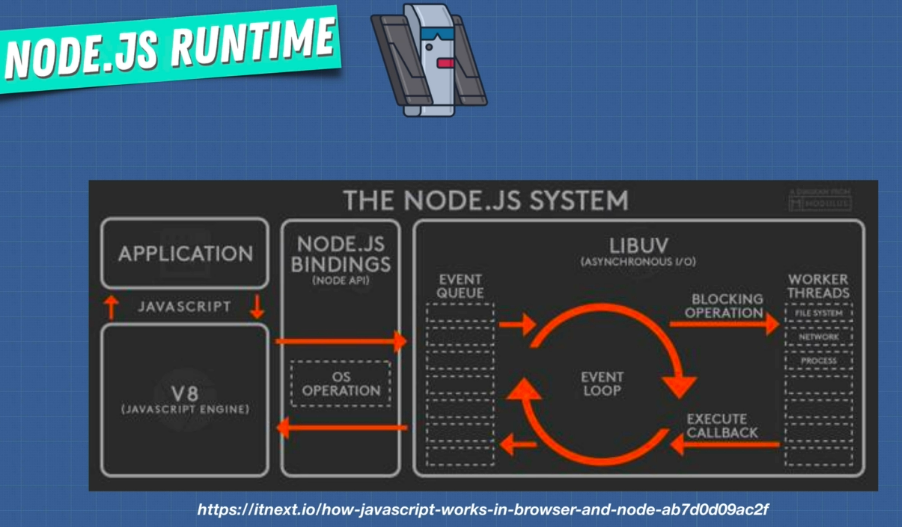 NODE.JS RUNTIME
THE NODE.JS SYSTEM
A DIAGRAM FROM
MODULUS
APPLICATION
JAVASCRIPT
V8
(JAVASCRIPT ENGINE)
NODE.JS
BINDINGS
(NODE API)
OS
OPERATION
LIBUV
(ASYNCHRONOUS I/O)
EVENT
QUEUE
EVENT
LOOP
BLOCKING
OPERATION
EXECUTE
CALLBACK
WORKER
THREADS
FILE SYSTEM
NETWORK
PROCESS
https://itnext.io/how-javascript-works-in-browser-and-node-ab7d0d09ac2f